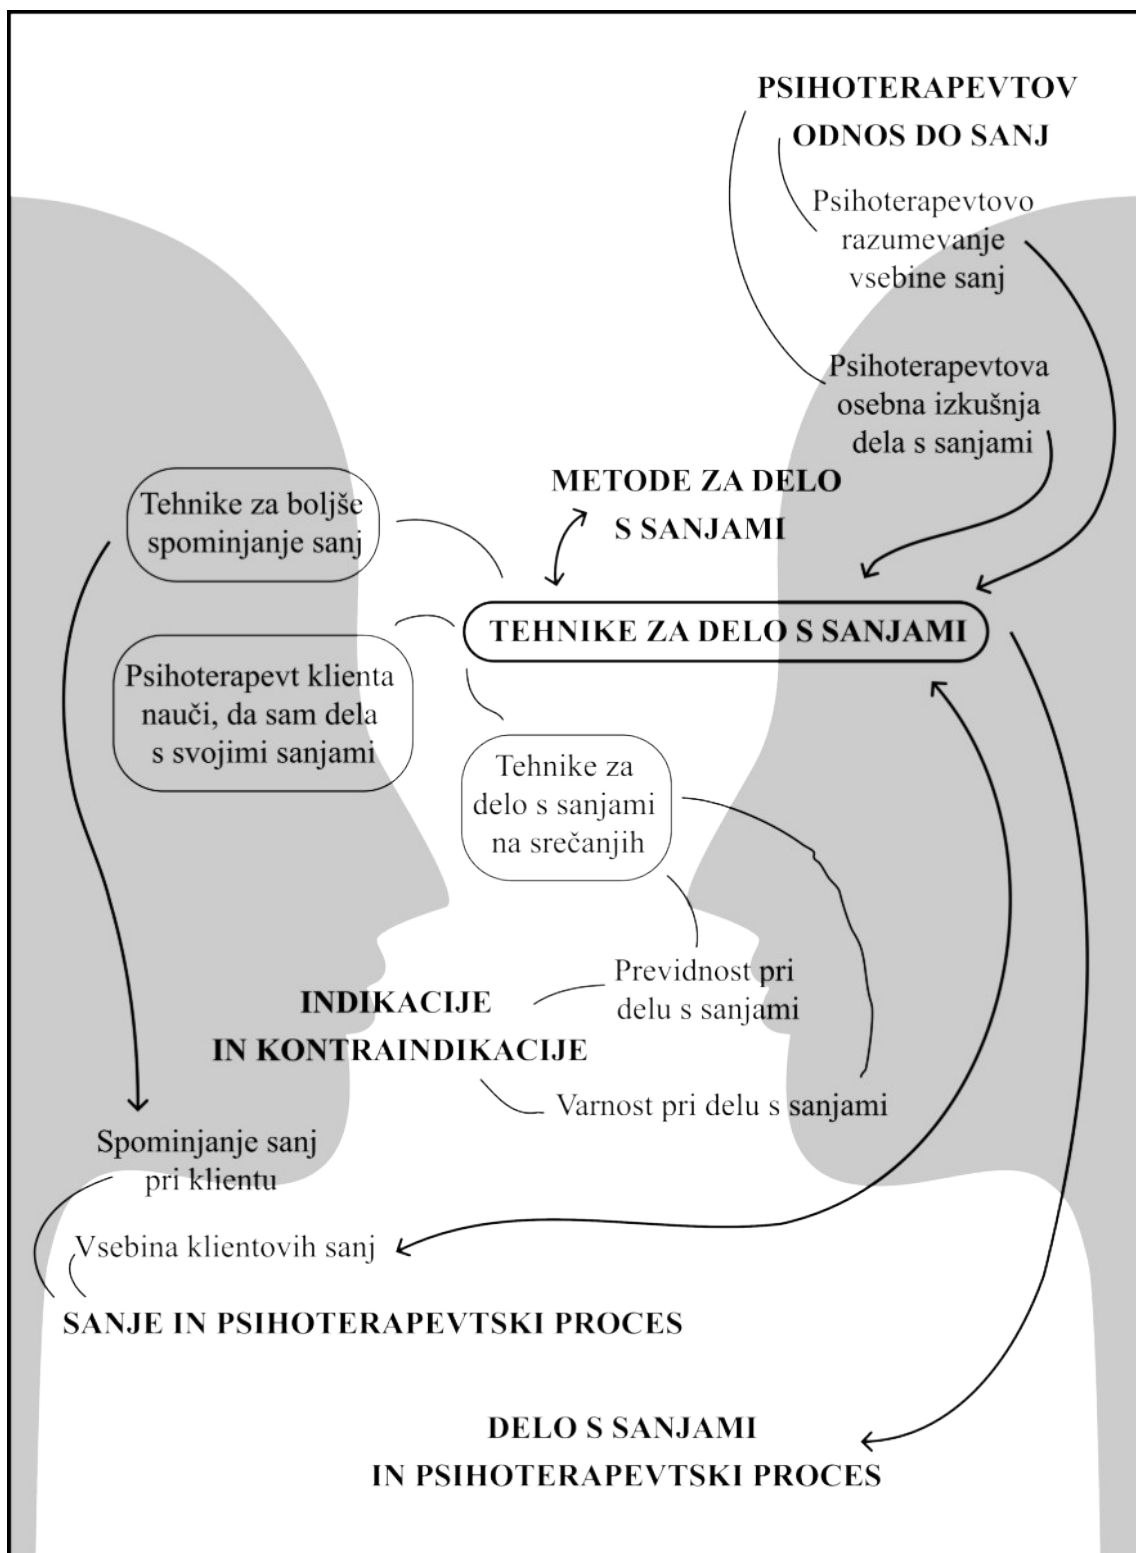 PSIHOTERAPEVTOV
ODNOS DO SANJ
Psihoterapevtovo
razumevanje
vsebine sanj
Psihoterapevtova
osebna izkušnja
dela s sanjami
METODE ZA DELO
S SANJAMI
Tehnike za boljše
spominjanje sanj
TEHNIKE ZA DELO S SANJAMI
Psihoterapevt klienta
nauči, da sam dela
s svojimi sanjami
Tehnike za
delo s sanjami
na srečanjih
Previdnost pri
delu s sanjami
INDIKACIJE
IN KONTRAINDIKACIJE
Varnost pri delu s sanjami
Spominjanje sanj
pri klientu
Vsebina klientovih sanj
SANJE IN PSIHOTERAPEVTSKI PROCES
DELO S SANJAMI
IN PSIHOTERAPEVTSKI PROCES